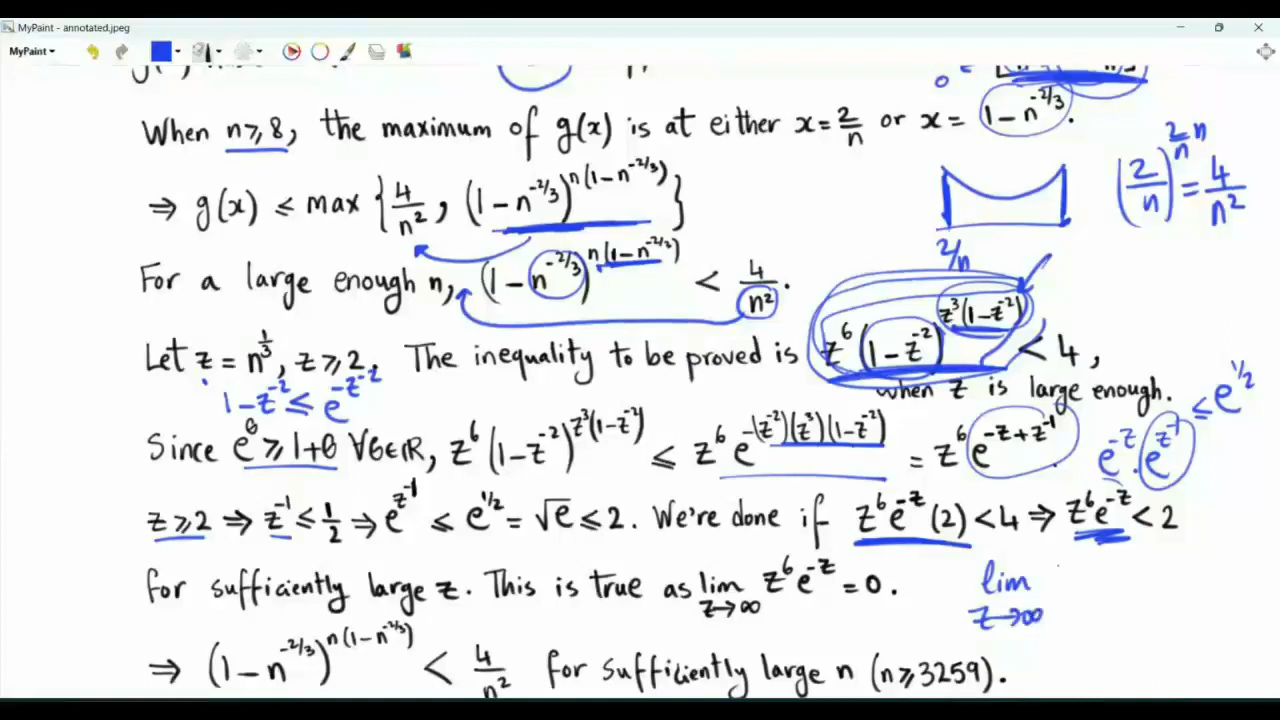 MyPaint - annotated.jpeg
MyPaint
When n ≥ 8, the maximum of g(x) is at either x = 2/n or x = 1 - n^{-2/3}.
⇒ g(x) ≤ max {4/n², (1 - n^{-2/3})^{n(1 - n^{-2/3})}}
2/n
(2/n)^{2/n n} = 4/n²
For a large enough n, (1 - n^{-2/3})^{n(1 - n^{-2/3})} < 4/n².
Let z = n^{1/3}, z ≥ 2. The inequality to be proved is z⁶(1 - z^{-2})^{z³(1 - z^{-2})} < 4,
when z is large enough.
1 - z^{-2} ≤ e^{-z^{-2}}
Since e^θ ≥ 1+θ ∀θ∈ℝ, z⁶(1 - z^{-2})^{z³(1 - z^{-2})} ≤ z⁶ e^{-(z^{-2})(z³)(1 - z^{-2})} = z⁶ e^{-z + z^{-1}}.
e^{-z} · e^{z^{-1}} ≤ e^{1/2}
z ≥ 2 ⇒ z^{-1} ≤ 1/2 ⇒ e^{z^{-1}} ≤ e^{1/2} = √e ≤ 2. We're done if z⁶e^{-z}(2) < 4 ⇒ z⁶e^{-z} < 2
for sufficiently large z. This is true as lim_{z→∞} z⁶e^{-z} = 0.
lim_{z→∞}
⇒ (1 - n^{-2/3})^{n(1 - n^{-2/3})} < 4/n² for sufficiently large n (n ≥ 3259).